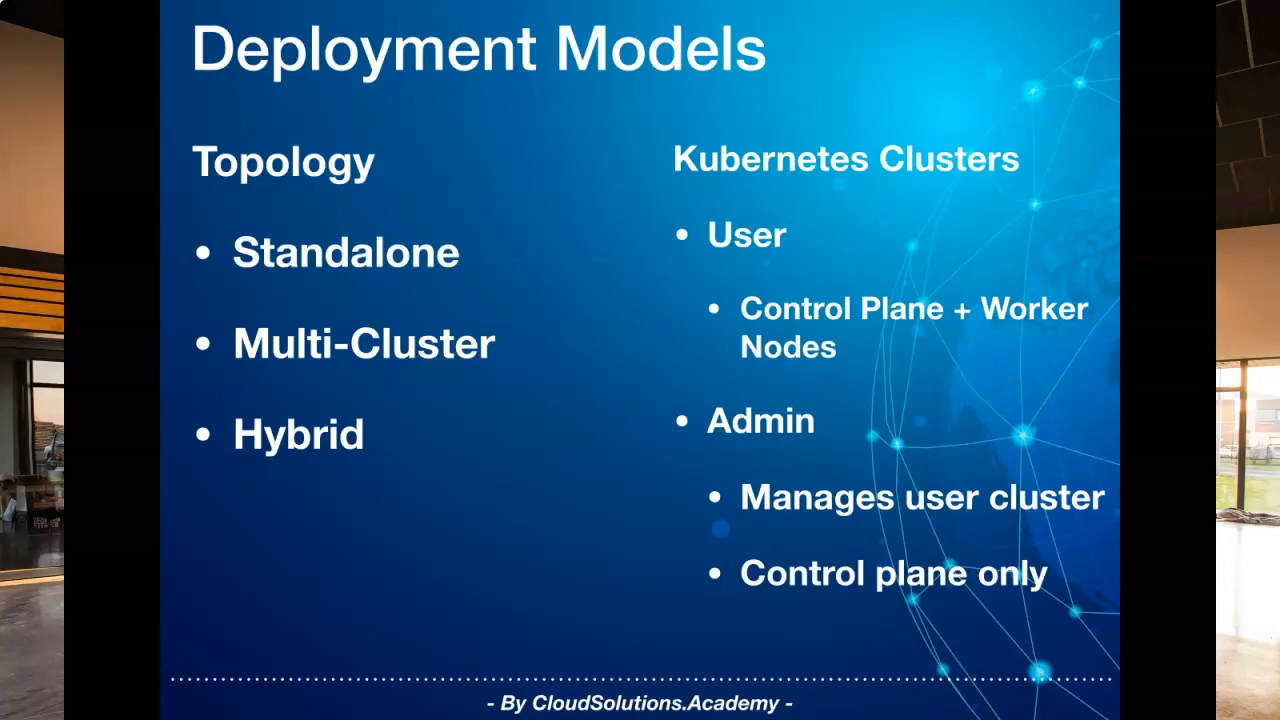 Deployment Models
Topology
• Standalone
• Multi-Cluster
• Hybrid
Kubernetes Clusters
• User
• Control Plane + Worker
Nodes
• Admin
• Manages user cluster
• Control plane only
- By CloudSolutions.Academy -